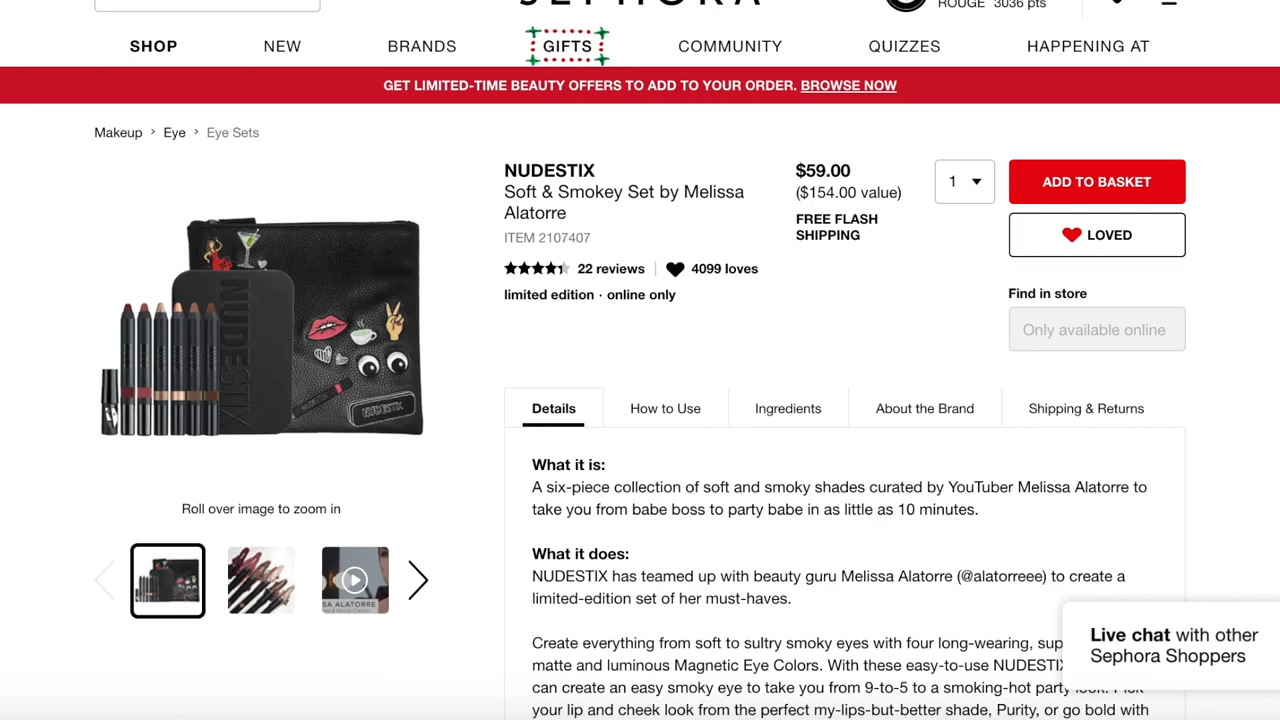 SEPHORA
ROUGE 3036 pts
SHOP
NEW
BRANDS
GIFTS
COMMUNITY
QUIZZES
HAPPENING AT
GET LIMITED-TIME BEAUTY OFFERS TO ADD TO YOUR ORDER. BROWSE NOW
Makeup > Eye > Eye Sets
NUDESTIX
Soft & Smokey Set by Melissa
Alatorre
ITEM 2107407
22 reviews | 4099 loves
limited edition · online only
$59.00
($154.00 value)
FREE FLASH
SHIPPING
1
ADD TO BASKET
LOVED
Find in store
Only available online
NUDESTIX
NUDESTIX
Roll over image to zoom in
SA ALATORRE
Details
How to Use
Ingredients
About the Brand
Shipping & Returns
What it is:
A six-piece collection of soft and smoky shades curated by YouTuber Melissa Alatorre to
take you from babe boss to party babe in as little as 10 minutes.
What it does:
NUDESTIX has teamed up with beauty guru Melissa Alatorre (@alatorreee) to create a
limited-edition set of her must-haves.
Create everything from soft to sultry smoky eyes with four long-wearing, sup
matte and luminous Magnetic Eye Colors. With these easy-to-use NUDESTIX
can create an easy smoky eye to take you from 9-to-5 to a smoking-hot party look. Pick
your lip and cheek look from the perfect my-lips-but-better shade, Purity, or go bold with
Live chat with other
Sephora Shoppers